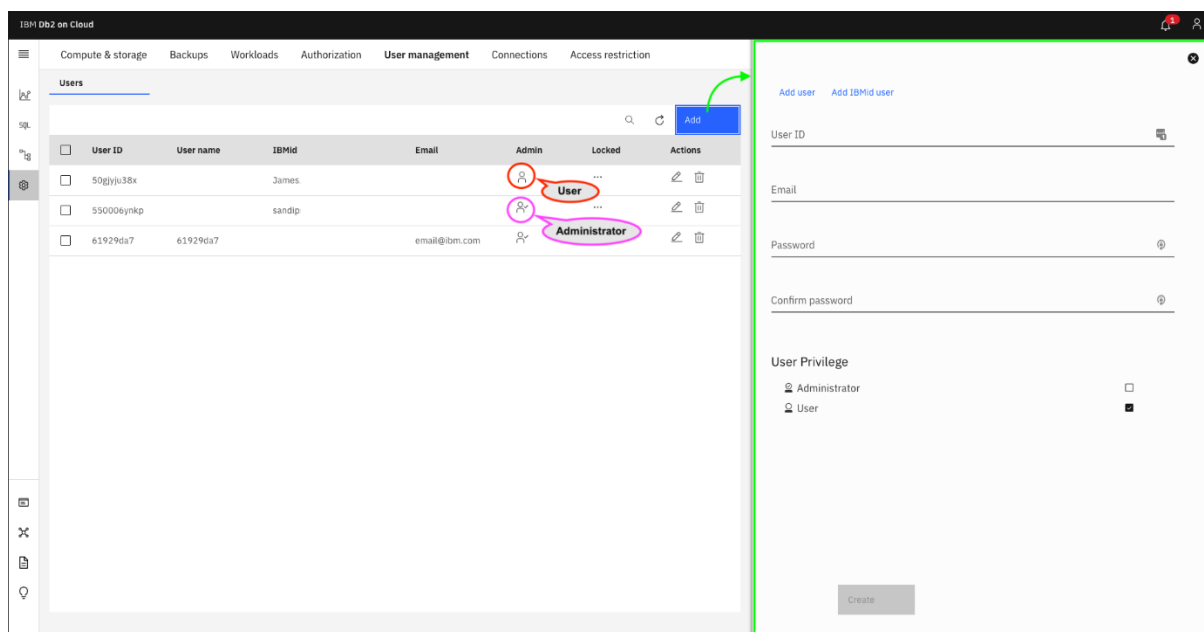 IBM Db2 on Cloud
1
Compute & storage Backups Workloads Authorization User management Connections Access restriction
Users
SQL
Add
User ID User name IBMid Email Admin Locked Actions
50gjyju38x James ...
User
550006ynkp sandip ...
Administrator
61929da7 61929da7 email@ibm.com
Add user Add IBMid user
User ID
Email
Password
Confirm password
User Privilege
Administrator
User
Create